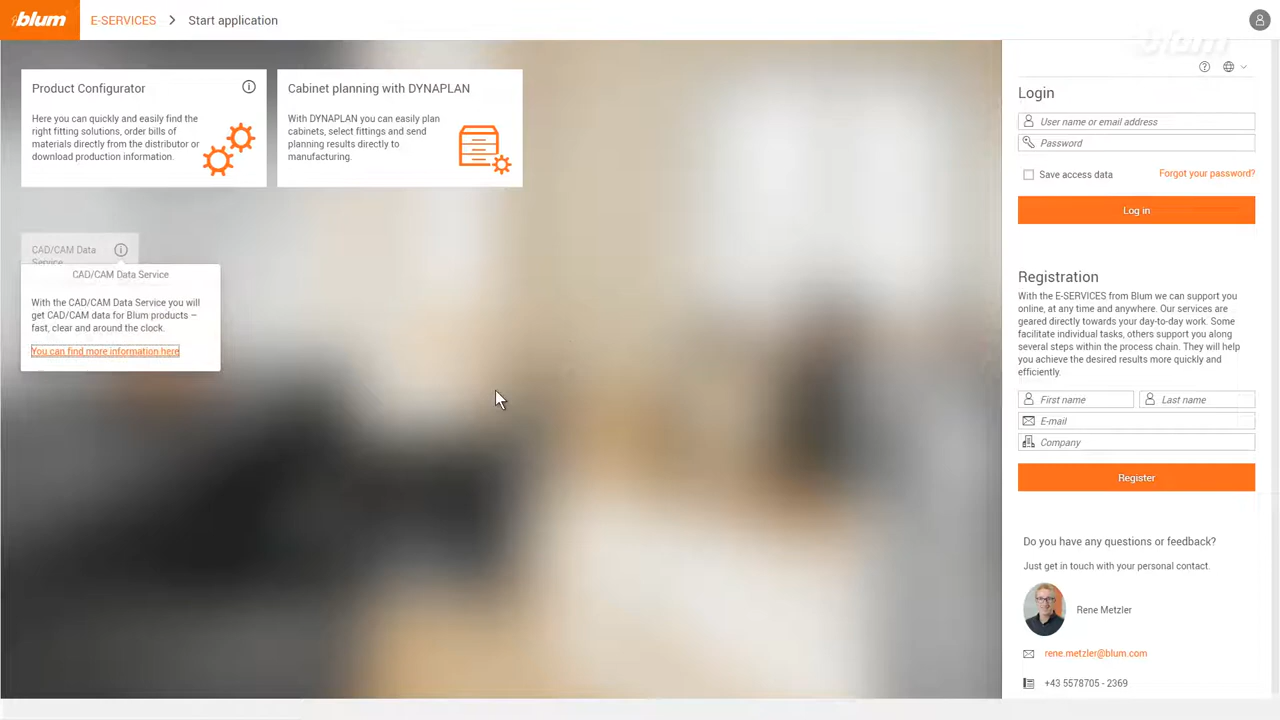 blum E-SERVICES > Start application
blum
Product Configurator
Here you can quickly and easily find the
right fitting solutions, order bills of
materials directly from the distributor or
download production information.
Cabinet planning with DYNAPLAN
With DYNAPLAN you can easily plan
cabinets, select fittings and send
planning results directly to
manufacturing.
CAD/CAM Data
Service
CAD/CAM Data Service
With the CAD/CAM Data Service you will
get CAD/CAM data for Blum products –
fast, clear and around the clock.
You can find more information here
Login
User name or email address
Password
Save access data
Forgot your password?
Log in
Registration
With the E-SERVICES from Blum we can support you
online, at any time and anywhere. Our services are
geared directly towards your day-to-day work. Some
facilitate individual tasks, others support you along
several steps within the process chain. They will help
you achieve the desired results more quickly and
efficiently.
First name
Last name
E-mail
Company
Register
Do you have any questions or feedback?
Just get in touch with your personal contact.
Rene Metzler
rene.metzler@blum.com
+43 5578705 - 2369